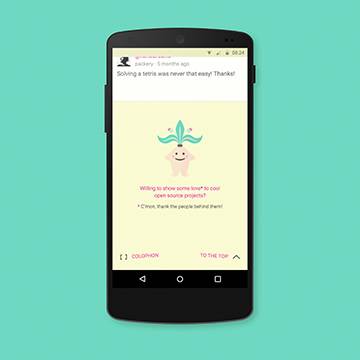 08:24
packery · 5 months ago
Solving a tetris was never that easy! Thanks!
Willing to show some love* to cool
open source projects?
* C'mon, thank the people behind them!
COLOPHON TO THE TOP